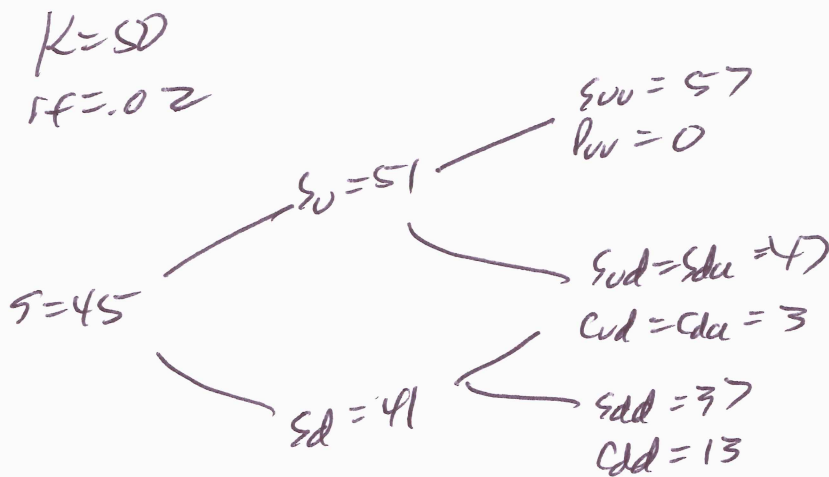 K=50
rf=.02
Suu = 57
Puu = 0
Su = 51
Sud = Sdu = 47
Cud = Cdu = 3
S=45
Sd = 41
Sdd = 37
Cdd = 13